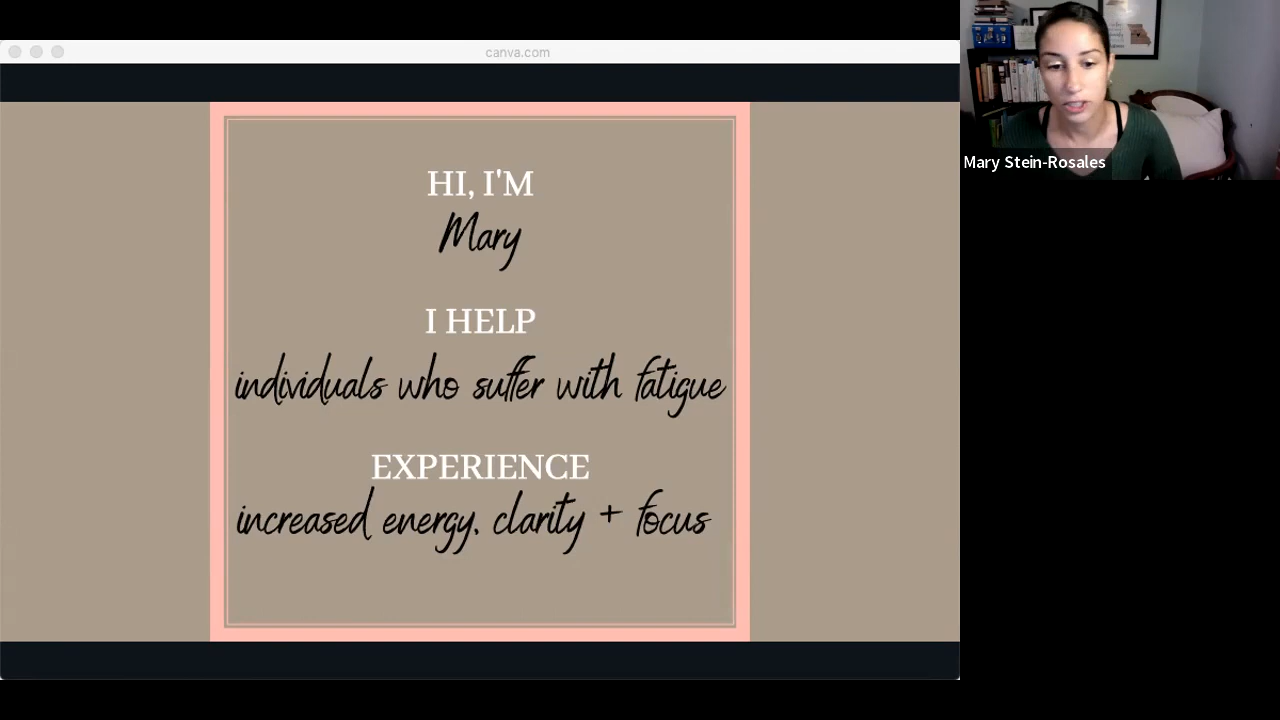 canva.com
HI, I'M
Mary
I HELP
individuals who suffer with fatigue
EXPERIENCE
increased energy, clarity + focus
Mary Stein-Rosales